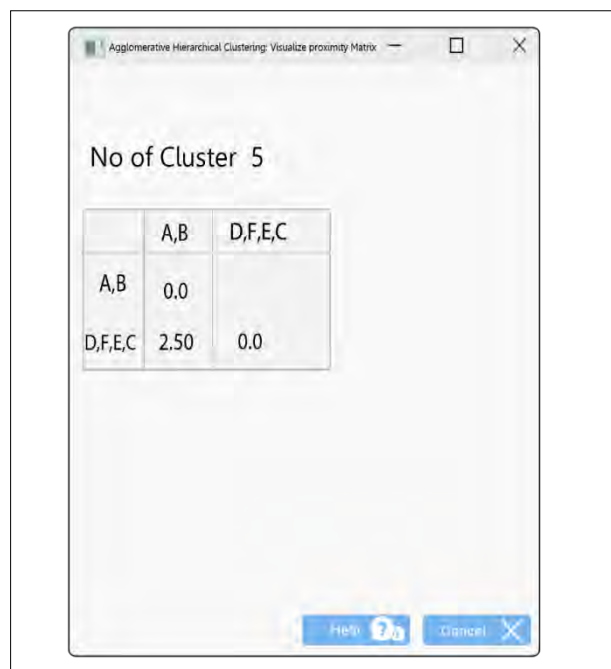 Agglomerative Hierarchical Clustering: Visualize proximity Matrix
No of Cluster 5
A,B D,F,E,C
A,B 0.0
D,F,E,C 2.50 0.0
Help Cancel